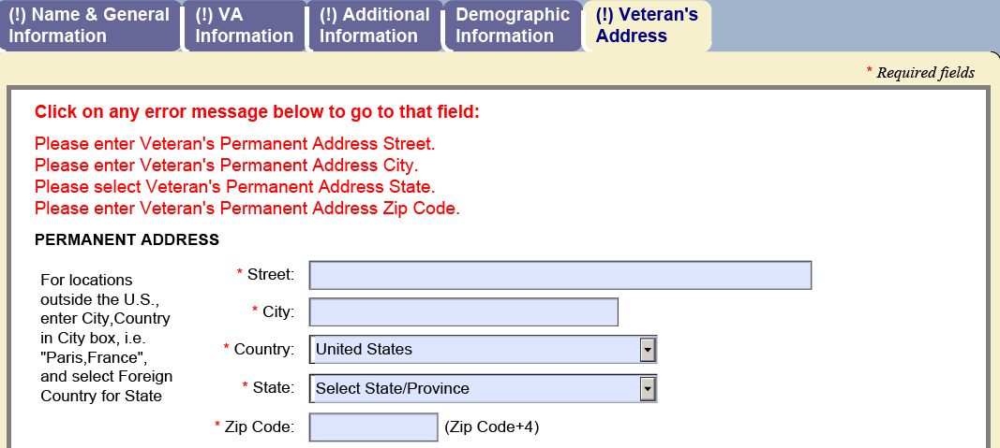 (!) Name & General
Information
(!) VA
Information
(!) Additional
Information
Demographic
Information
(!) Veteran's
Address
* Required fields
Click on any error message below to go to that field:
Please enter Veteran's Permanent Address Street.
Please enter Veteran's Permanent Address City.
Please select Veteran's Permanent Address State.
Please enter Veteran's Permanent Address Zip Code.
PERMANENT ADDRESS
For locations
outside the U.S.,
enter City,Country
in City box, i.e.
"Paris,France",
and select Foreign
Country for State
* Street:
* City:
* Country: United States
* State: Select State/Province
* Zip Code: (Zip Code+4)